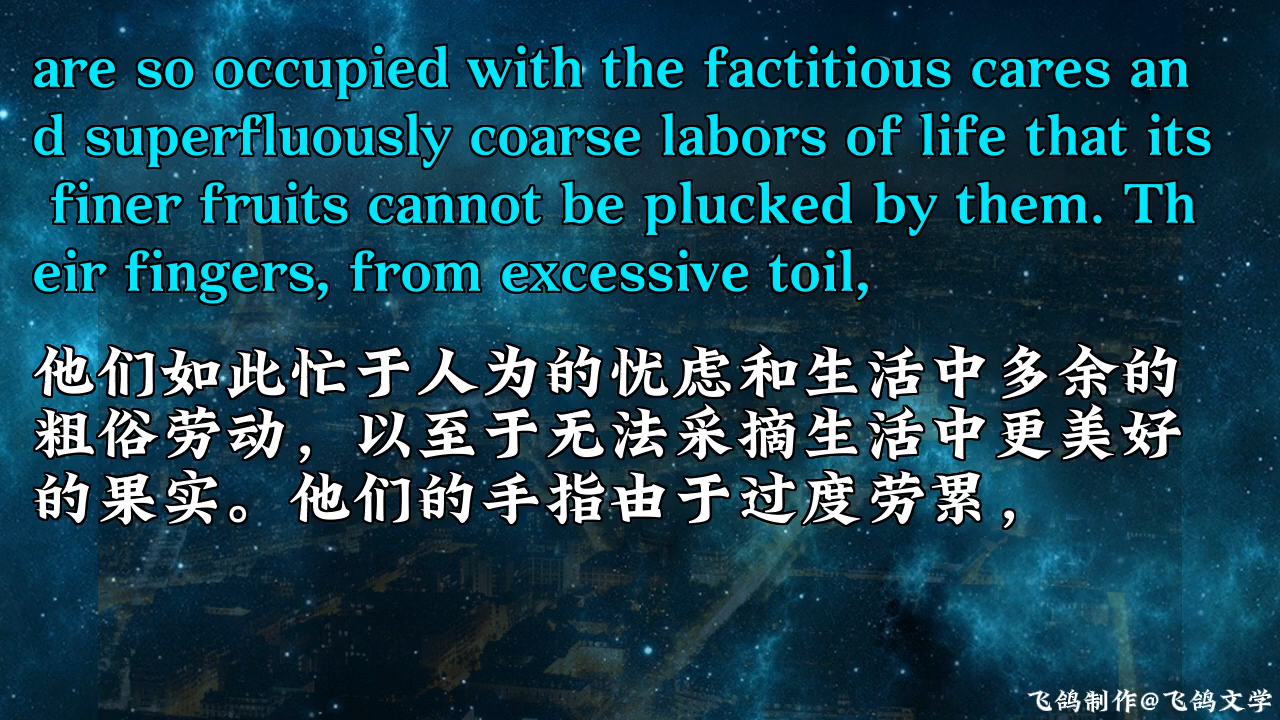 are so occupied with the factitious cares an
d superfluously coarse labors of life that its
finer fruits cannot be plucked by them. Th
eir fingers, from excessive toil,
他们如此忙于人为的忧虑和生活中多余的
粗俗劳动，以至于无法采摘生活中更美好
的果实。他们的手指由于过度劳累，
飞鸽制作@飞鸽文学